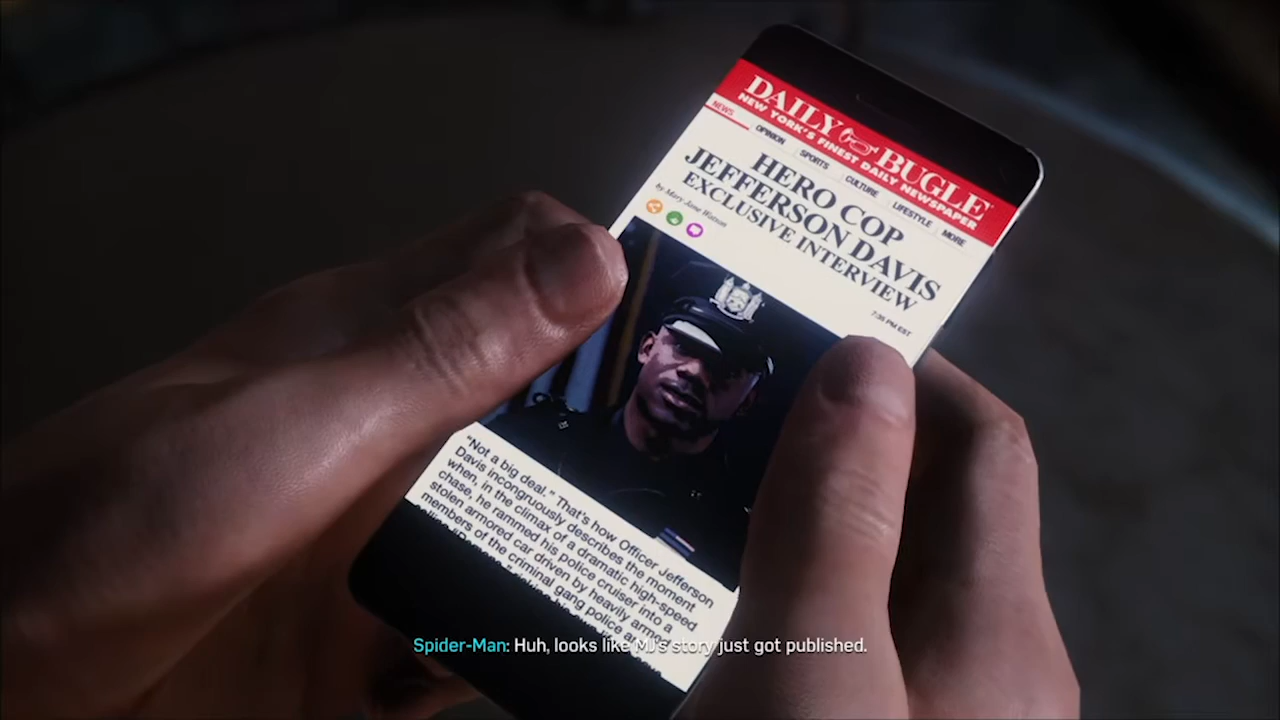 DAILY BUGLE
NEW YORK'S FINEST DAILY NEWSPAPER
NEWS OPINION SPORTS CULTURE LIFESTYLE MORE
HERO COP
JEFFERSON DAVIS
EXCLUSIVE INTERVIEW
by Mary Jane Watson
7:35 PM EST
"Not a big deal." That's how Officer Jefferson
Davis incongruously describes the moment
when, in the climax of a dramatic high-speed
chase, he rammed his police cruiser into a
stolen armored car driven by heavily armed
members of the criminal gang police are
Spider-Man: Huh, looks like MJ's story just got published.